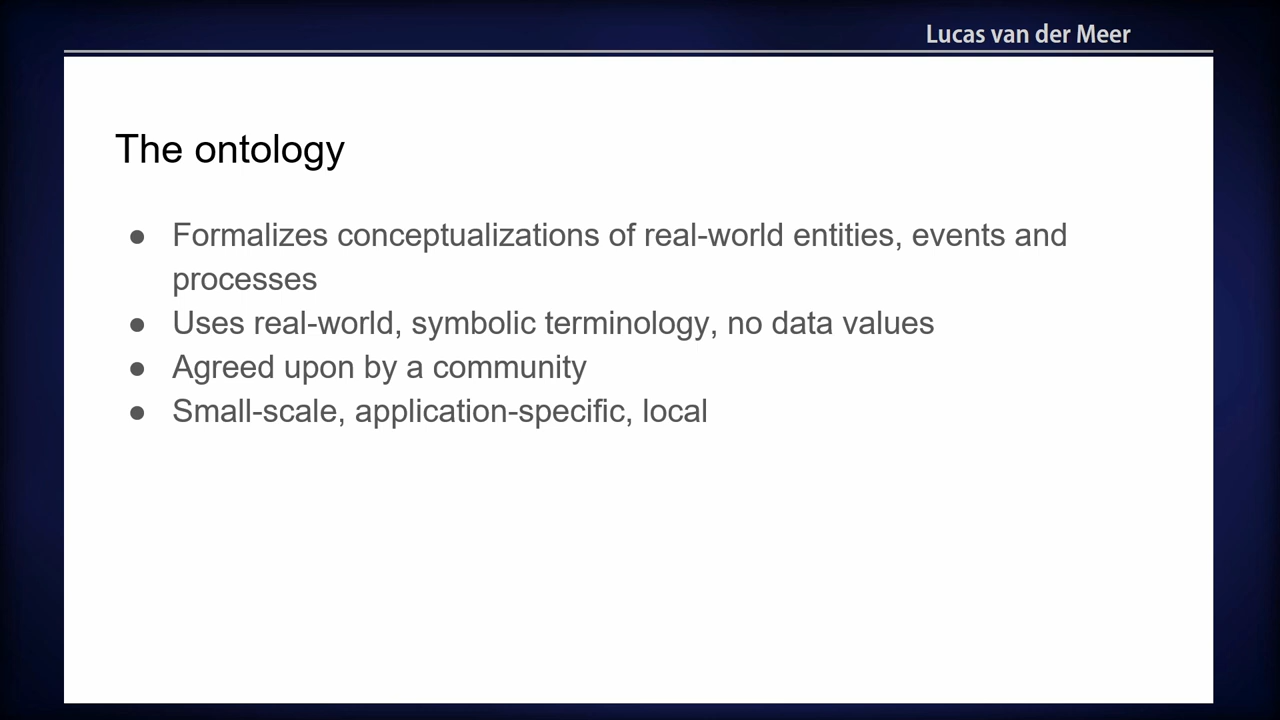 Lucas van der Meer
The ontology
● Formalizes conceptualizations of real-world entities, events and
processes
● Uses real-world, symbolic terminology, no data values
● Agreed upon by a community
● Small-scale, application-specific, local